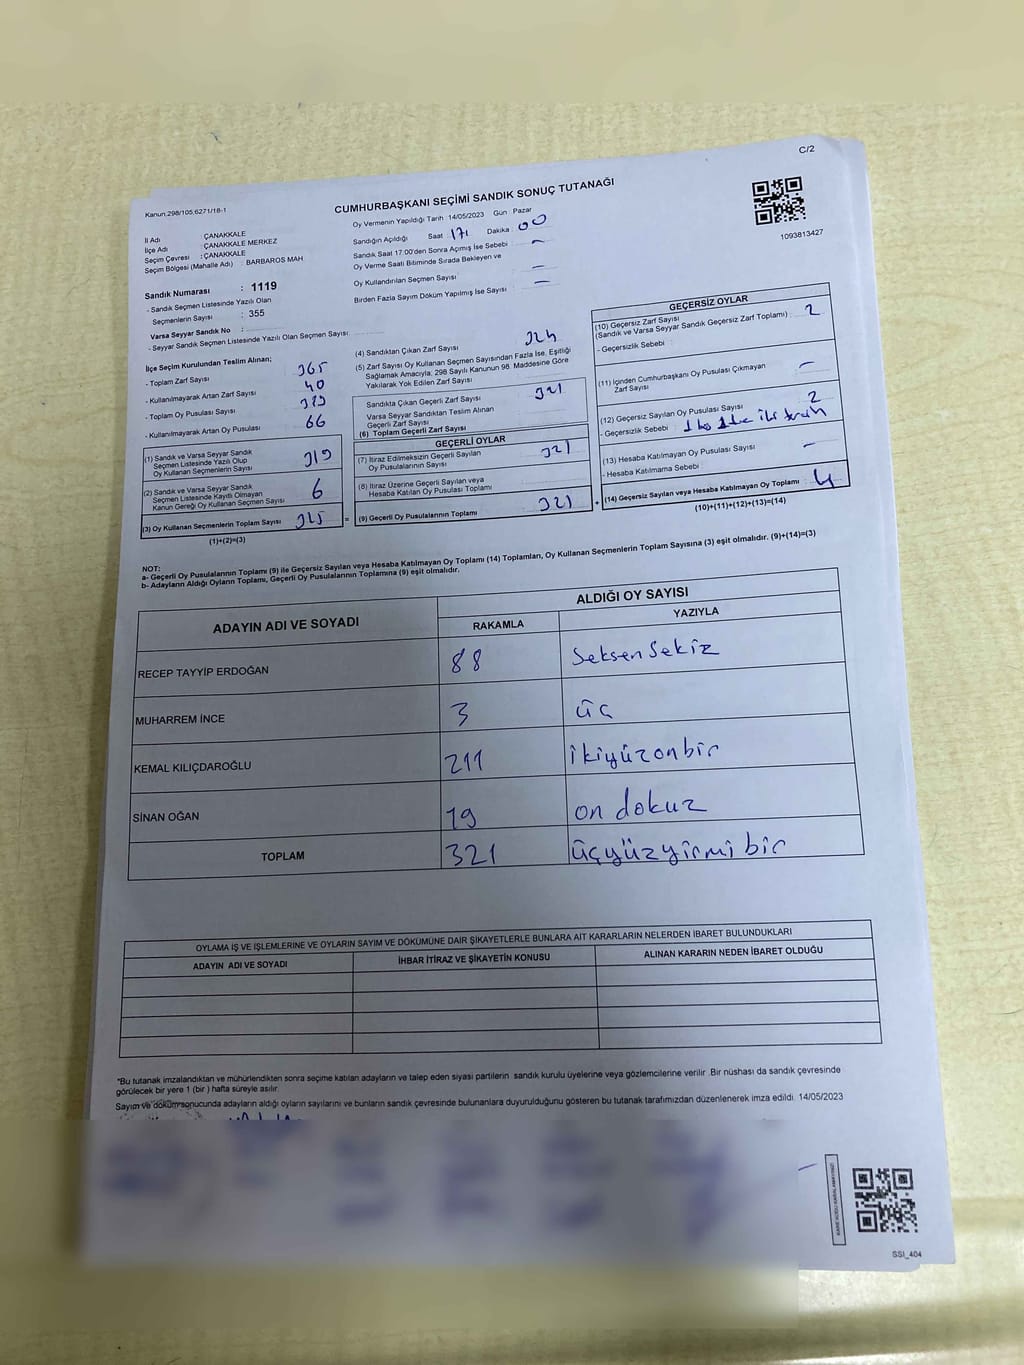 C/2
Kanun.298/105.6271/18-1
CUMHURBAŞKANI SEÇİMİ SANDIK SONUÇ TUTANAĞI
1093813427
İl Adı : ÇANAKKALE
İlçe Adı : ÇANAKKALE MERKEZ
Seçim Çevresi : ÇANAKKALE
Seçim Bölgesi (Mahalle Adı) : BARBAROS MAH
Sandık Numarası : 1119
- Sandık Seçmen Listesinde Yazılı Olan
Seçmenlerin Sayısı : 355
Varsa Seyyar Sandık No :
- Seyyar Sandık Seçmen Listesinde Yazılı Olan Seçmen Sayısı:
Oy Vermenin Yapıldığı Tarih : 14/05/2023 Gün : Pazar
Sandığın Açıldığı Saat 17 Dakika : 00
Sandık Saat 17:00'den Sonra Açımış İse Sebebi -
Oy Verme Saati Bitiminde Sırada Bekleyen ve
Oy Kullandırılan Seçmen Sayısı -
Birden Fazla Sayım Döküm Yapılmış İse Sayısı -
İlçe Seçim Kurulundan Teslim Alınan;
- Toplam Zarf Sayısı 365
- Kullanılmayarak Artan Zarf Sayısı 40
- Toplam Oy Pusulası Sayısı
- Kullanılmayarak Artan Oy Pusulası 66
(1) Sandık ve Varsa Seyyar Sandık
Seçmen Listesinde Yazılı Olup
Oy Kullanan Seçmenlerin Sayısı 319
(2) Sandık ve Varsa Seyyar Sandık
Seçmen Listesinde Kayıtlı Olmayan
Kanun Gereği Oy Kullanan Seçmen Sayısı 6
(3) Oy Kullanan Seçmenlerin Toplam Sayısı 325 =
(1)+(2)=(3)
(4) Sandıktan Çıkan Zarf Sayısı
(5) Zarf Sayısı Oy Kullanan Seçmen Sayısından Fazla İse, Eşitliği
Sağlamak Amacıyla; 298 Sayılı Kanunun 98. Maddesine Göre
Yakılarak Yok Edilen Zarf Sayısı
Sandıkta Çıkan Geçerli Zarf Sayısı 321
Varsa Seyyar Sandıktan Teslim Alınan
Geçerli Zarf Sayısı
(6) Toplam Geçerli Zarf Sayısı
GEÇERLİ OYLAR
(7) İtiraz Edilmeksizin Geçerli Sayılan
Oy Pusulalarının Sayısı 321
(8) İtiraz Üzerine Geçerli Sayılan veya
Hesaba Katılan Oy Pusulası Toplamı
(9) Geçerli Oy Pusulalarının Toplamı 321 +
GEÇERSİZ OYLAR
(10) Geçersiz Zarf Sayısı
(Sandık ve Varsa Seyyar Sandık Geçersiz Zarf Toplamı) : 2
- Geçersizlik Sebebi :
(11) İçinden Cumhurbaşkanı Oy Pusulası Çıkmayan
Zarf Sayısı -
(12) Geçersiz Sayılan Oy Pusulası Sayısı 2
- Geçersizlik Sebebi :
(13) Hesaba Katılmayan Oy Pusulası Sayısı -
- Hesaba Katılmama Sebebi :
(14) Geçersiz Sayılan veya Hesaba Katılmayan Oy Toplamı 4
(10)+(11)+(12)+(13)=(14)
NOT:
a- Geçerli Oy Pusulalarının Toplamı (9) ile Geçersiz Sayılan veya Hesaba Katılmayan Oy Toplamı (14) Toplamları, Oy Kullanan Seçmenlerin Toplam Sayısına (3) eşit olmalıdır. (9)+(14)=(3)
b- Adayların Aldığı Oyların Toplamı, Geçerli Oy Pusulalarının Toplamına (9) eşit olmalıdır.
ADAYIN ADI VE SOYADI ALDIĞI OY SAYISI
RAKAMLA YAZIYLA
RECEP TAYYİP ERDOĞAN 88 Seksen Sekiz
MUHARREM İNCE 3 üç
KEMAL KILIÇDAROĞLU 211 ikiyüzonbir
SİNAN OĞAN 19 on dokuz
TOPLAM 321 üçyüzyirmi bir
OYLAMA İŞ VE İŞLEMLERİNE VE OYLARIN SAYIM VE DÖKÜMÜNE DAİR ŞİKAYETLERLE BUNLARA AİT KARARLARIN NELERDEN İBARET BULUNDUKLARI
ADAYIN ADI VE SOYADI İHBAR İTİRAZ VE ŞİKAYETİN KONUSU ALINAN KARARIN NEDEN İBARET OLDUĞU
*Bu tutanak imzalandıktan ve mühürlendikten sonra seçime katılan adayların ve talep eden siyasi partilerin sandık kurulu üyelerine veya gözlemcilerine verilir. Bir nüshası da sandık çevresinde
görülecek bir yere 1 (bir ) hafta süreyle asılır.
Sayım ve döküm sonucunda adayların aldığı oyların sayılarını ve bunların sandık çevresinde bulunanlara duyurulduğunu gösteren bu tutanak tarafımızdan düzenlenerek imza edildi. 14/05/2023
SSI_404